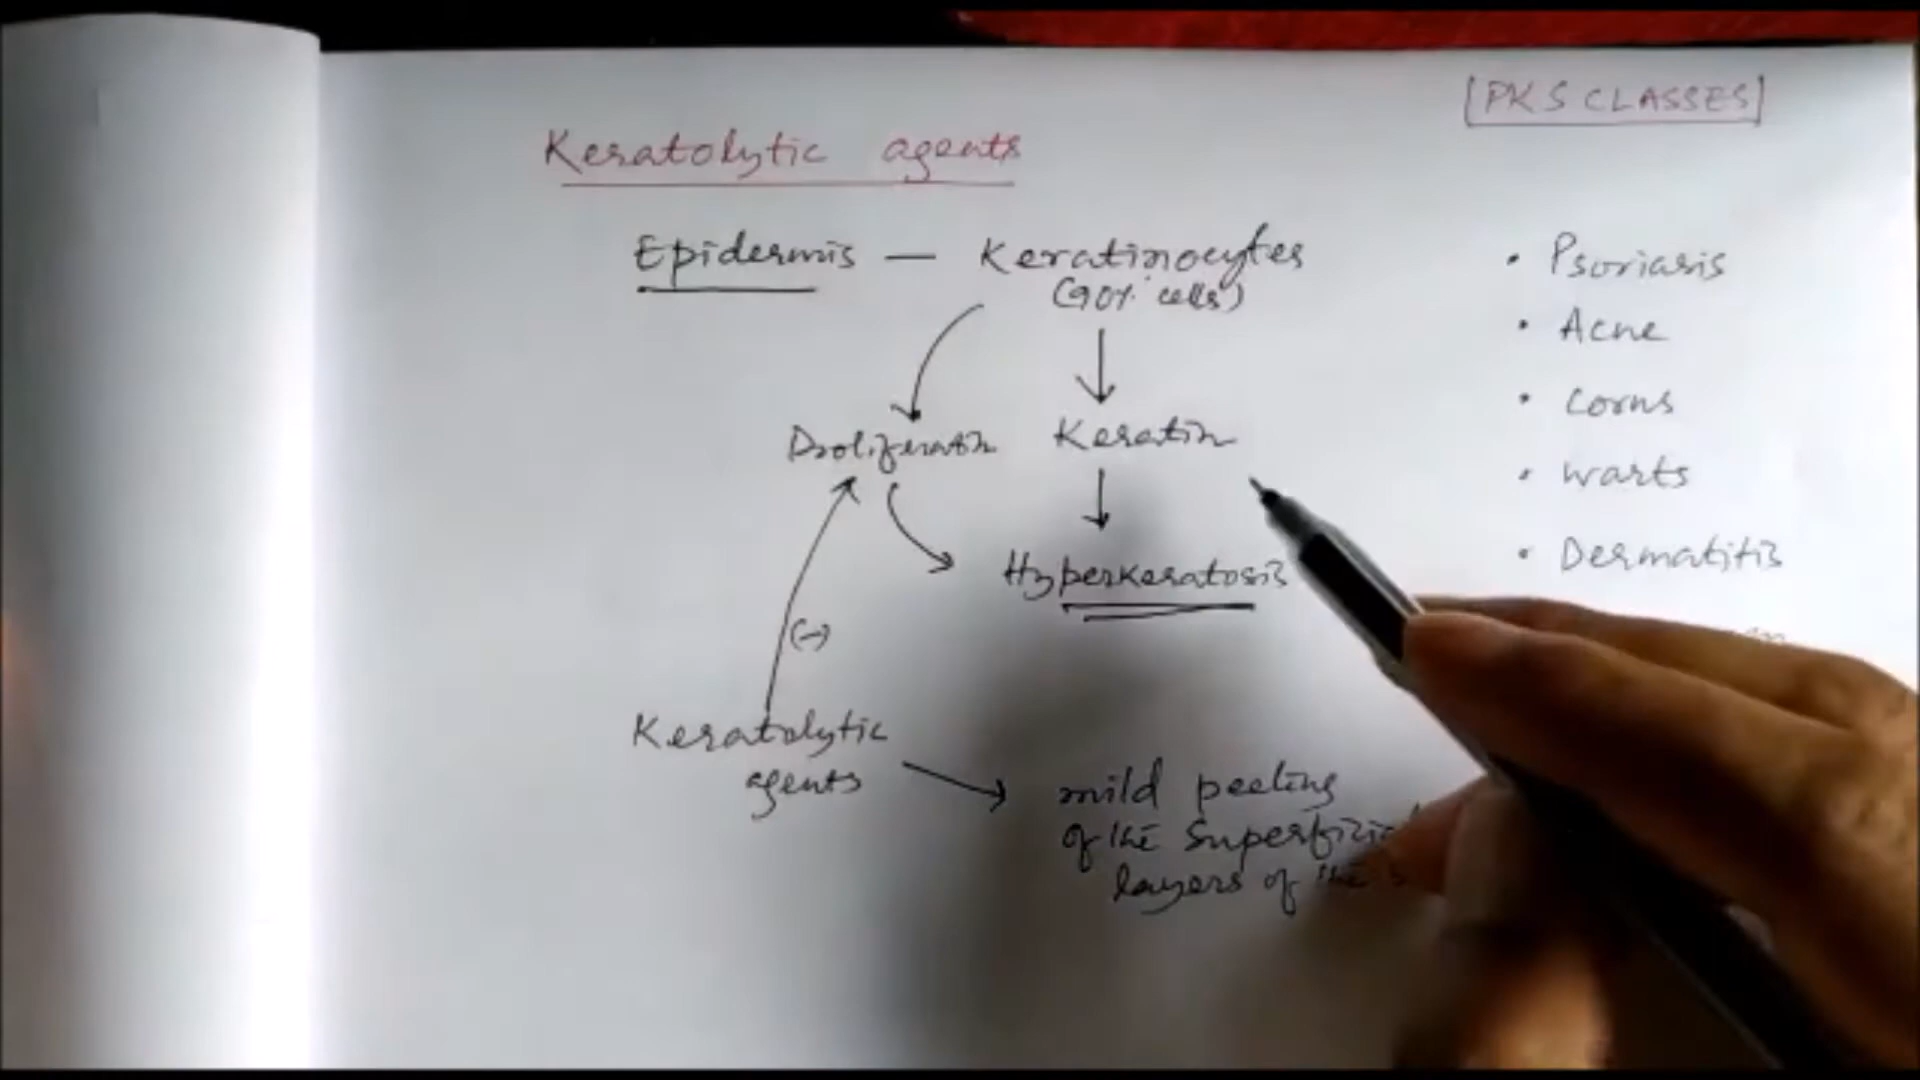 [PKS CLASSES]
Keratolytic agents
Epidermis — Keratinocytes
(90% cells)
Proliferatn Keratin
Hyperkeratosis
(-)
Keratolytic
agents
mild peeling
of the Superficial
layers of the
• Psoriasis
• Acne
• Corns
• Warts
• Dermatitis